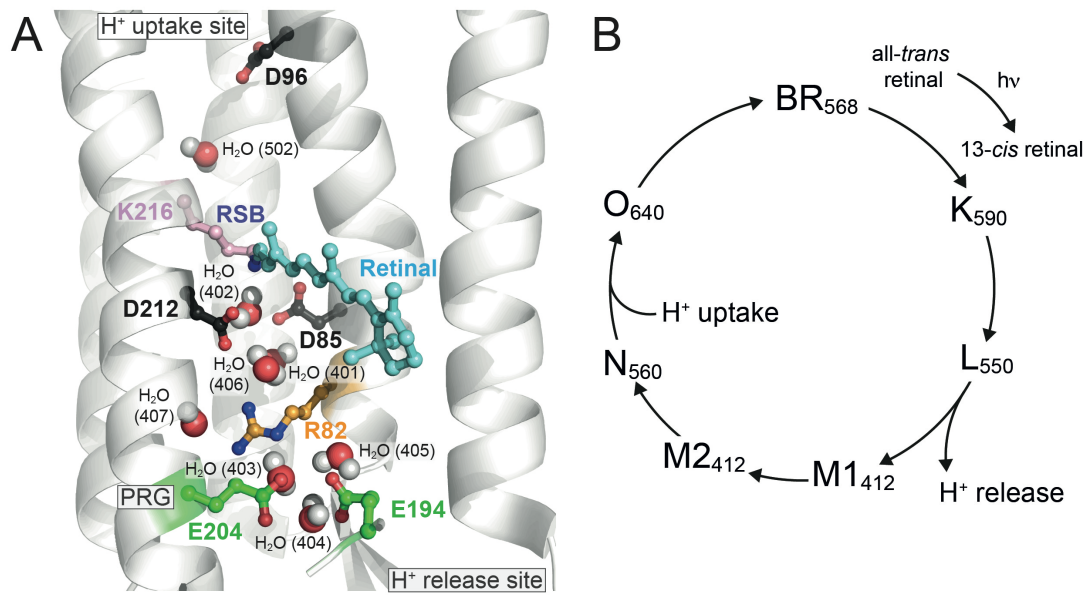 A
H⁺ uptake site
D96
H₂O (502)
K216
RSB
H₂O
(402)
Retinal
D212
D85
H₂O
(406)
H₂O (401)
H₂O
(407)
R82
H₂O (405)
H₂O (403)
PRG
E204
E194
H₂O (404)
H⁺ release site
B
all-trans
retinal
hν
13-cis retinal
BR₅₆₈
K₅₉₀
L₅₅₀
H⁺ release
M1₄₁₂
M2₄₁₂
N₅₆₀
H⁺ uptake
O₆₄₀